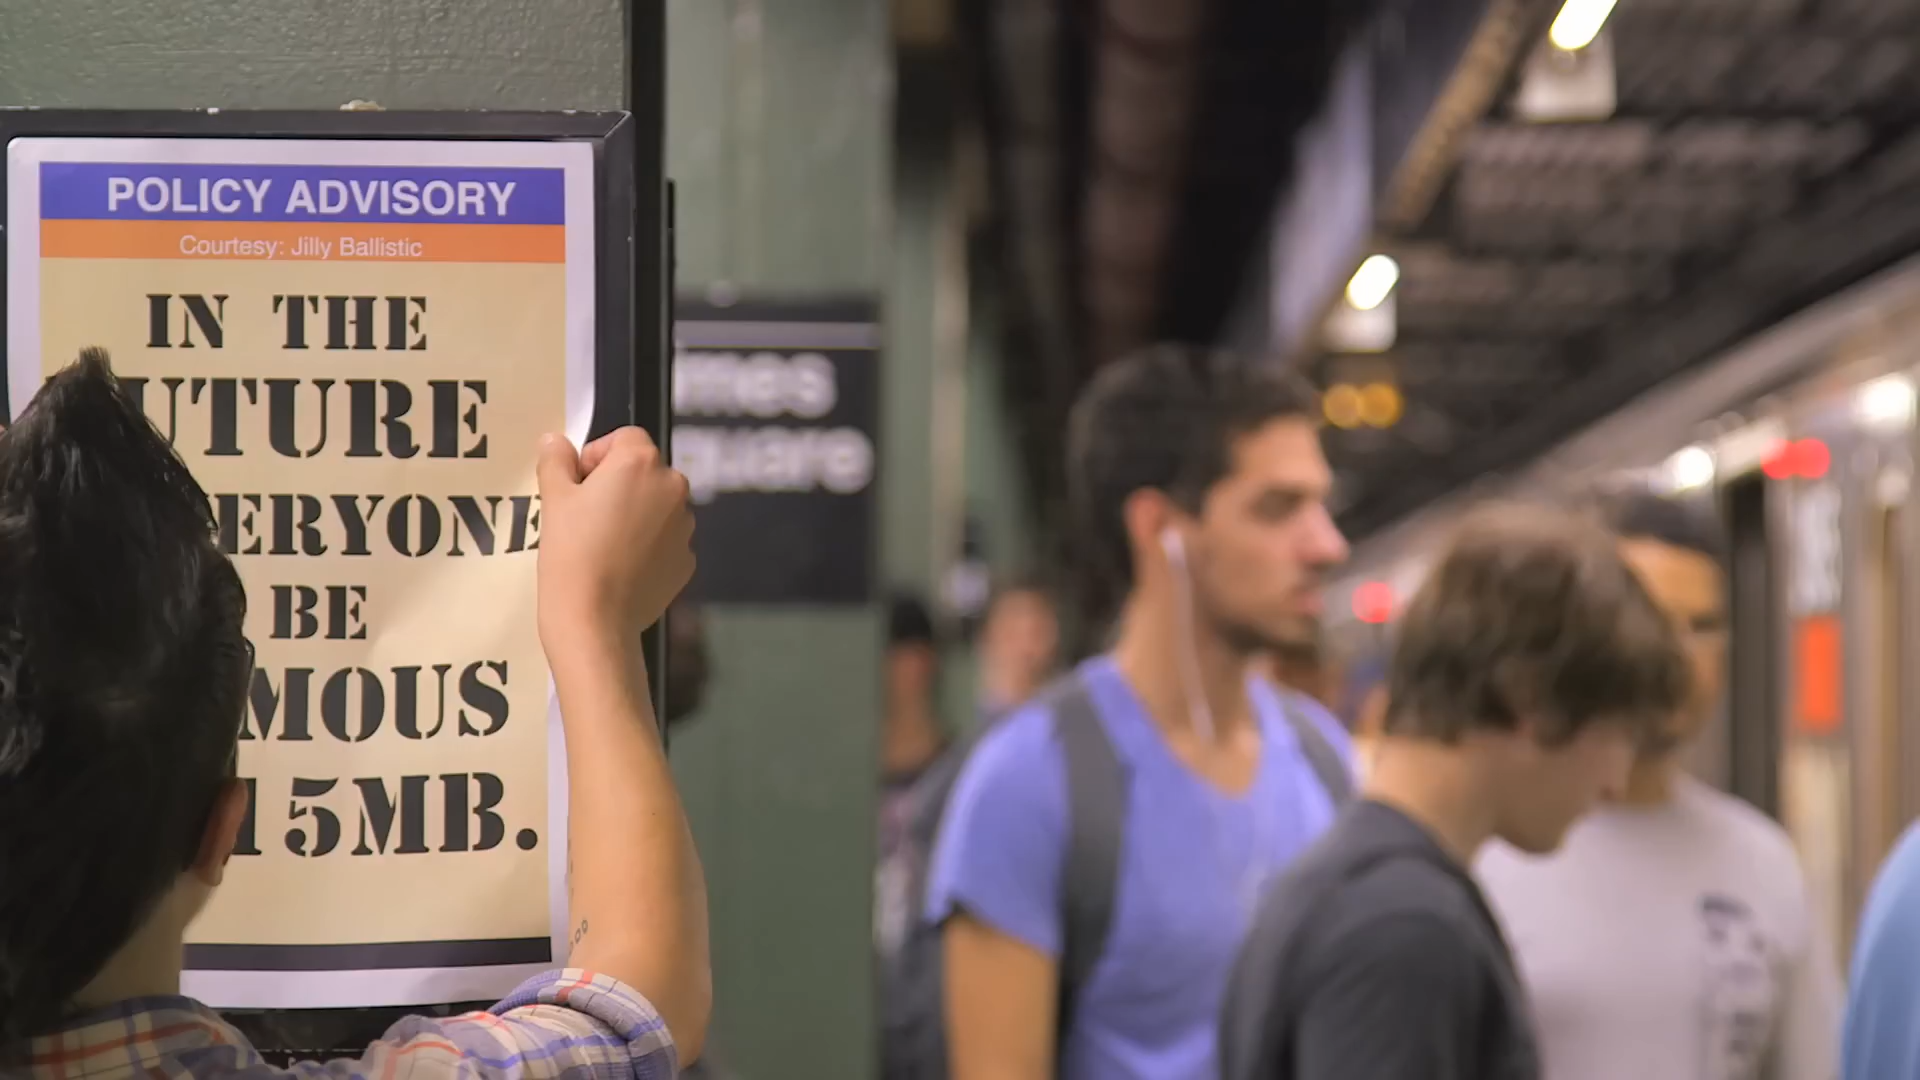 POLICY ADVISORY
Courtesy: Jilly Ballistic
IN THE
UTURE
ERYONE
BE
MOUS
15MB.
imes
quare